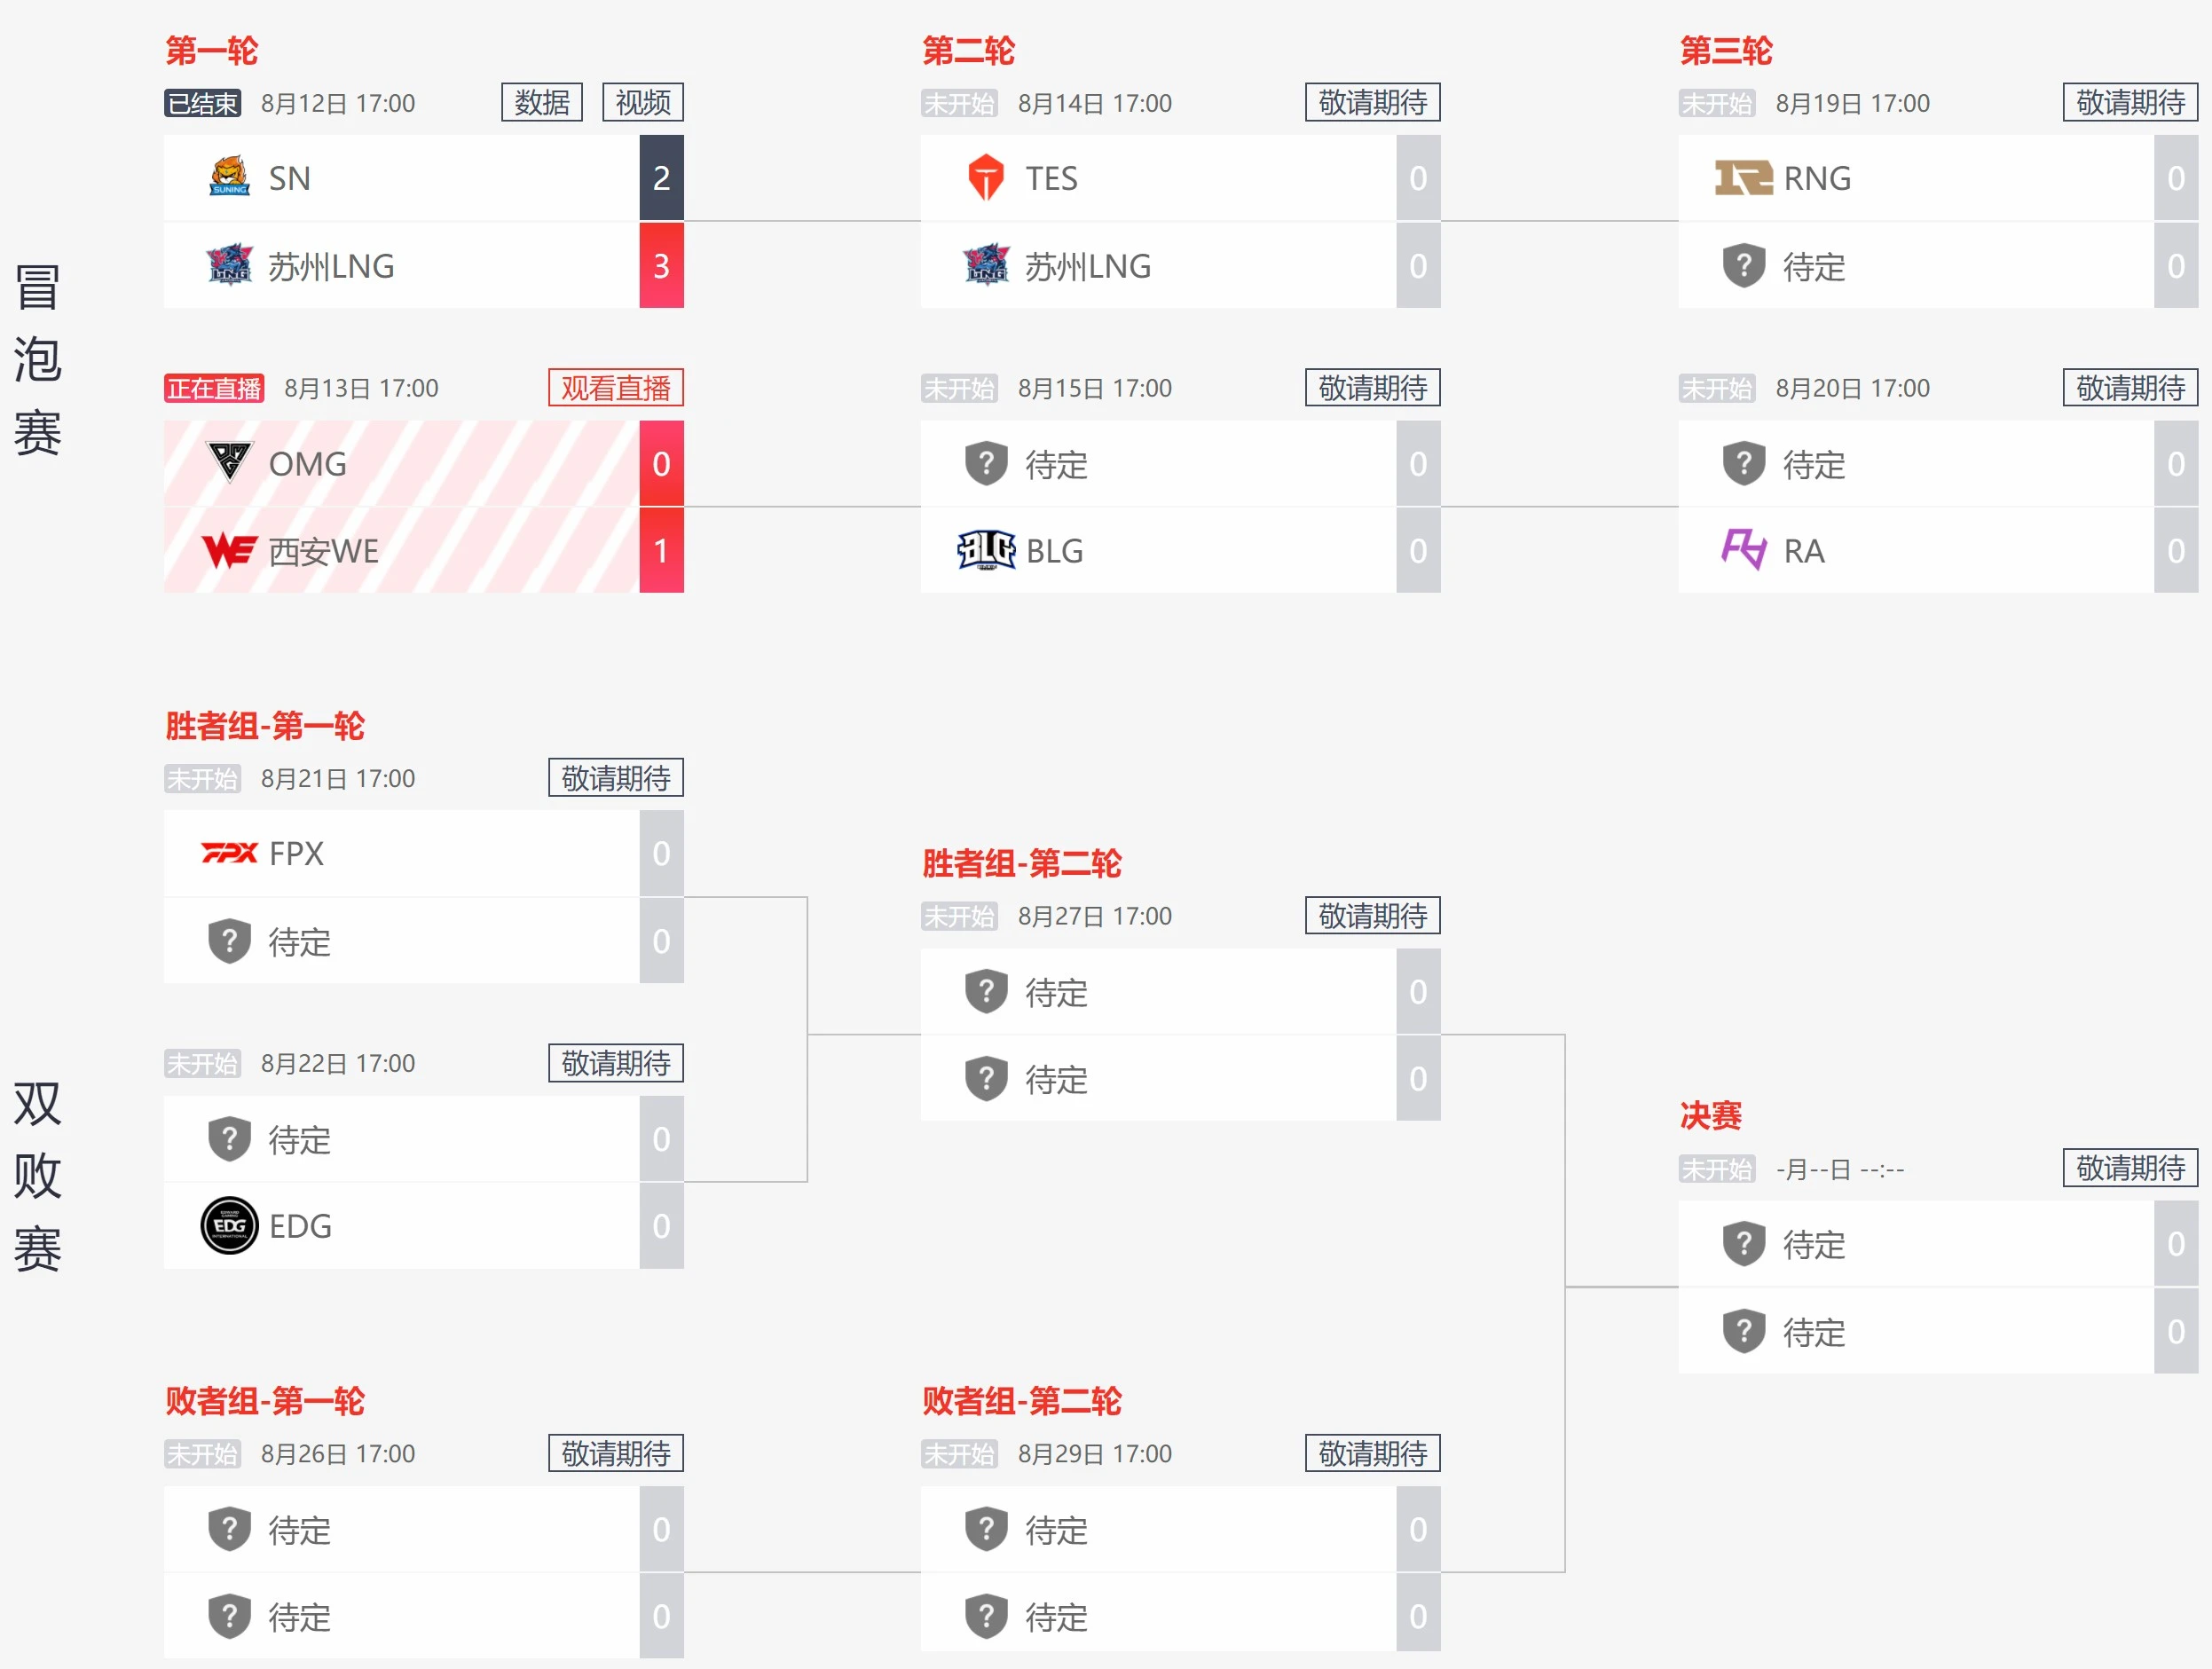 冒泡赛
第一轮
已结束 8月12日 17:00 数据 视频
SN 2
苏州LNG 3
正在直播 8月13日 17:00 观看直播
OMG 0
西安WE 1
第二轮
未开始 8月14日 17:00 敬请期待
TES 0
苏州LNG 0
未开始 8月15日 17:00 敬请期待
待定 0
BLG 0
第三轮
未开始 8月19日 17:00 敬请期待
RNG 0
待定 0
未开始 8月20日 17:00 敬请期待
待定 0
RA 0
双败赛
胜者组-第一轮
未开始 8月21日 17:00 敬请期待
FPX 0
待定 0
未开始 8月22日 17:00 敬请期待
待定 0
EDG 0
胜者组-第二轮
未开始 8月27日 17:00 敬请期待
待定 0
待定 0
败者组-第一轮
未开始 8月26日 17:00 敬请期待
待定 0
待定 0
败者组-第二轮
未开始 8月29日 17:00 敬请期待
待定 0
待定 0
决赛
未开始 -月--日 --:-- 敬请期待
待定 0
待定 0